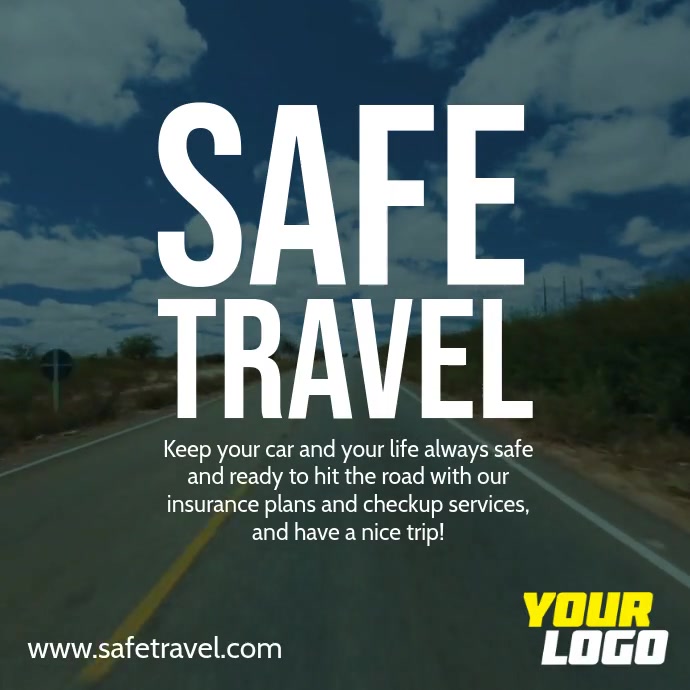 SAFE
TRAVEL
Keep your car and your life always safe
and ready to hit the road with our
insurance plans and checkup services,
and have a nice trip!
YOUR
LOGO
www.safetravel.com